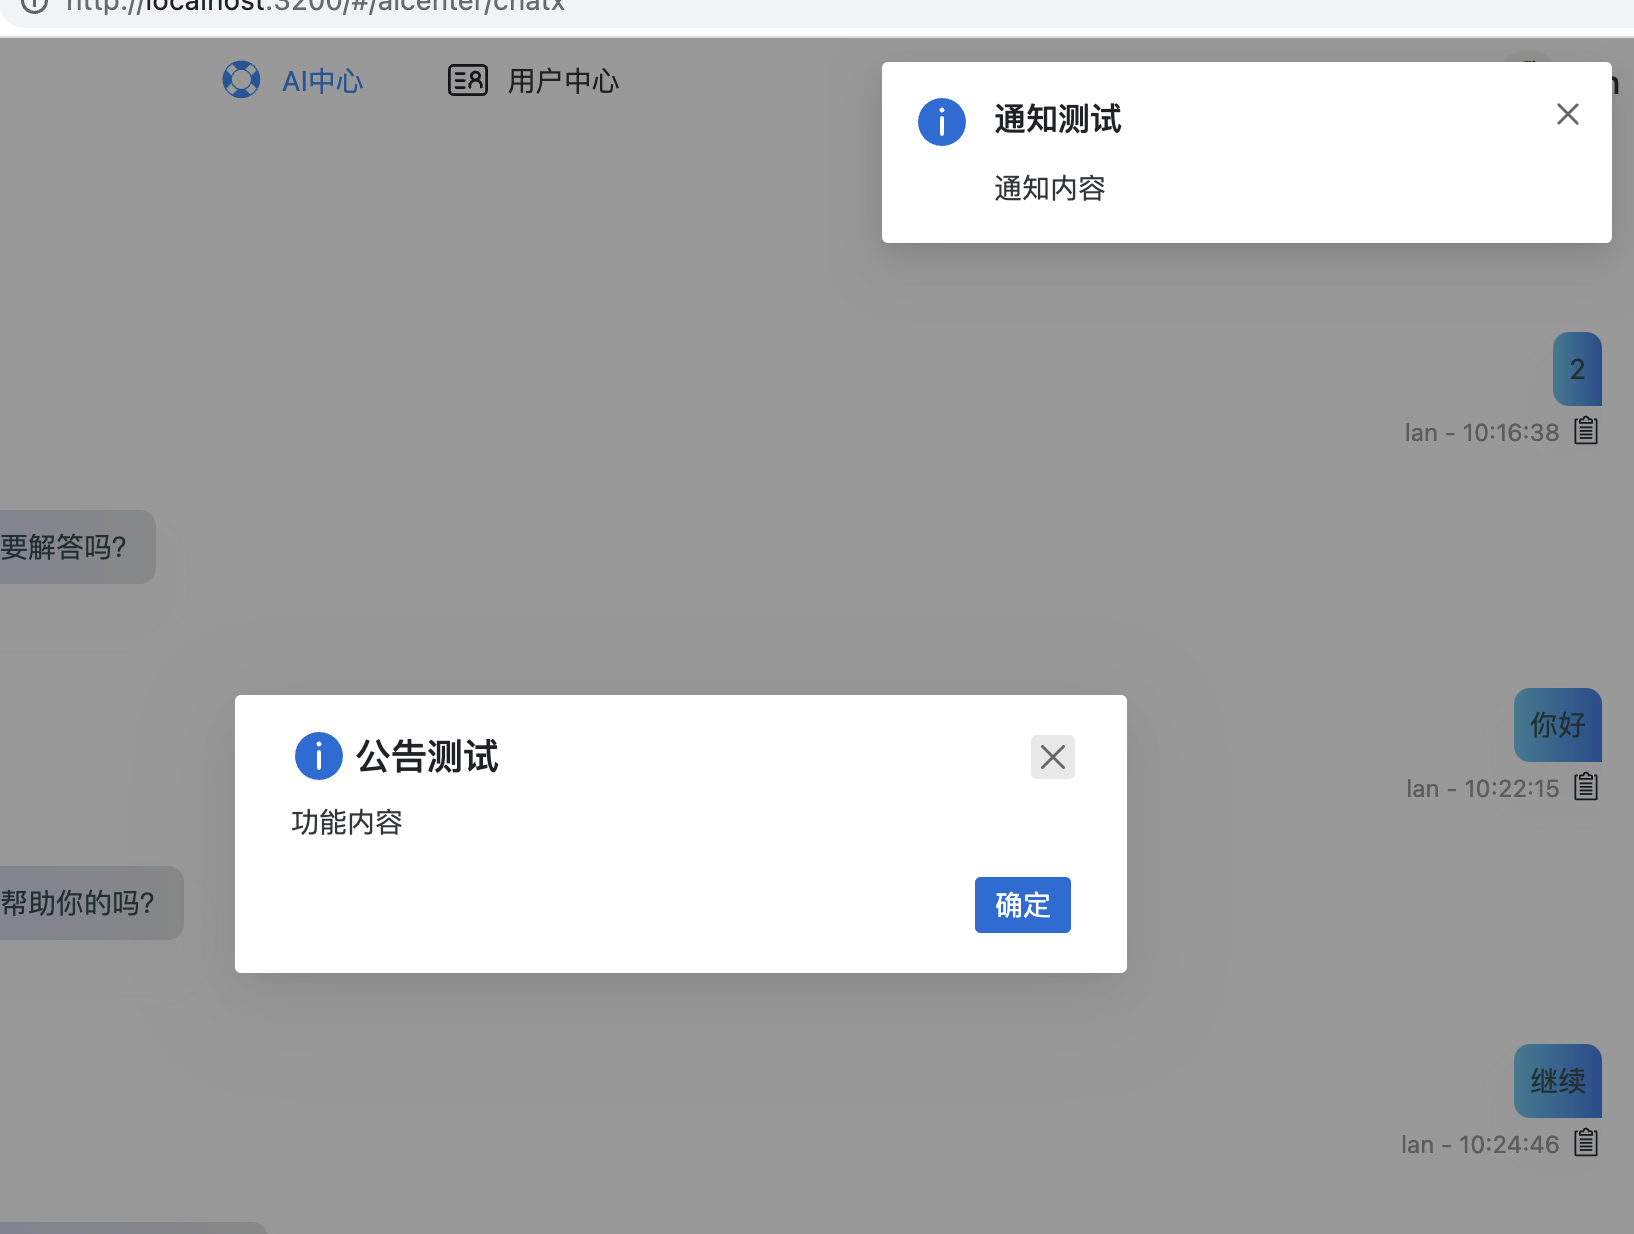 http://localhost:3200/#/aicenter/chatx
AI中心
用户中心
通知测试
通知内容
2
lan - 10:16:38
要解答吗?
公告测试
功能内容
确定
你好
lan - 10:22:15
帮助你的吗?
继续
lan - 10:24:46